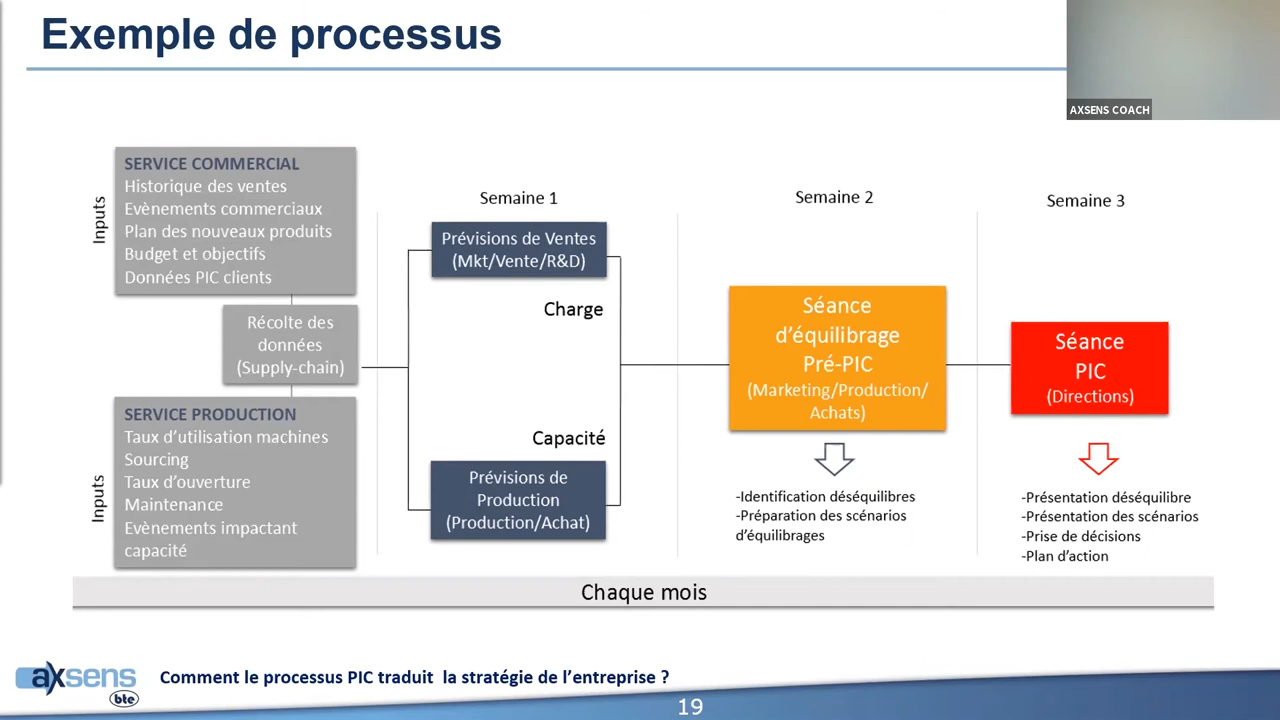 Exemple de processus
AXSENS COACH
Inputs
SERVICE COMMERCIAL
Historique des ventes
Evènements commerciaux
Plan des nouveaux produits
Budget et objectifs
Données PIC clients
Récolte des
données
(Supply-chain)
Inputs
SERVICE PRODUCTION
Taux d'utilisation machines
Sourcing
Taux d'ouverture
Maintenance
Evènements impactant
capacité
Semaine 1
Prévisions de Ventes
(Mkt/Vente/R&D)
Charge
Capacité
Prévisions de
Production
(Production/Achat)
Semaine 2
Séance
d'équilibrage
Pré-PIC
(Marketing/Production/
Achats)
-Identification déséquilibres
-Préparation des scénarios
d'équilibrages
Semaine 3
Séance
PIC
(Directions)
-Présentation déséquilibre
-Présentation des scénarios
-Prise de décisions
-Plan d'action
Chaque mois
axsens
bte
Comment le processus PIC traduit la stratégie de l'entreprise ?
19